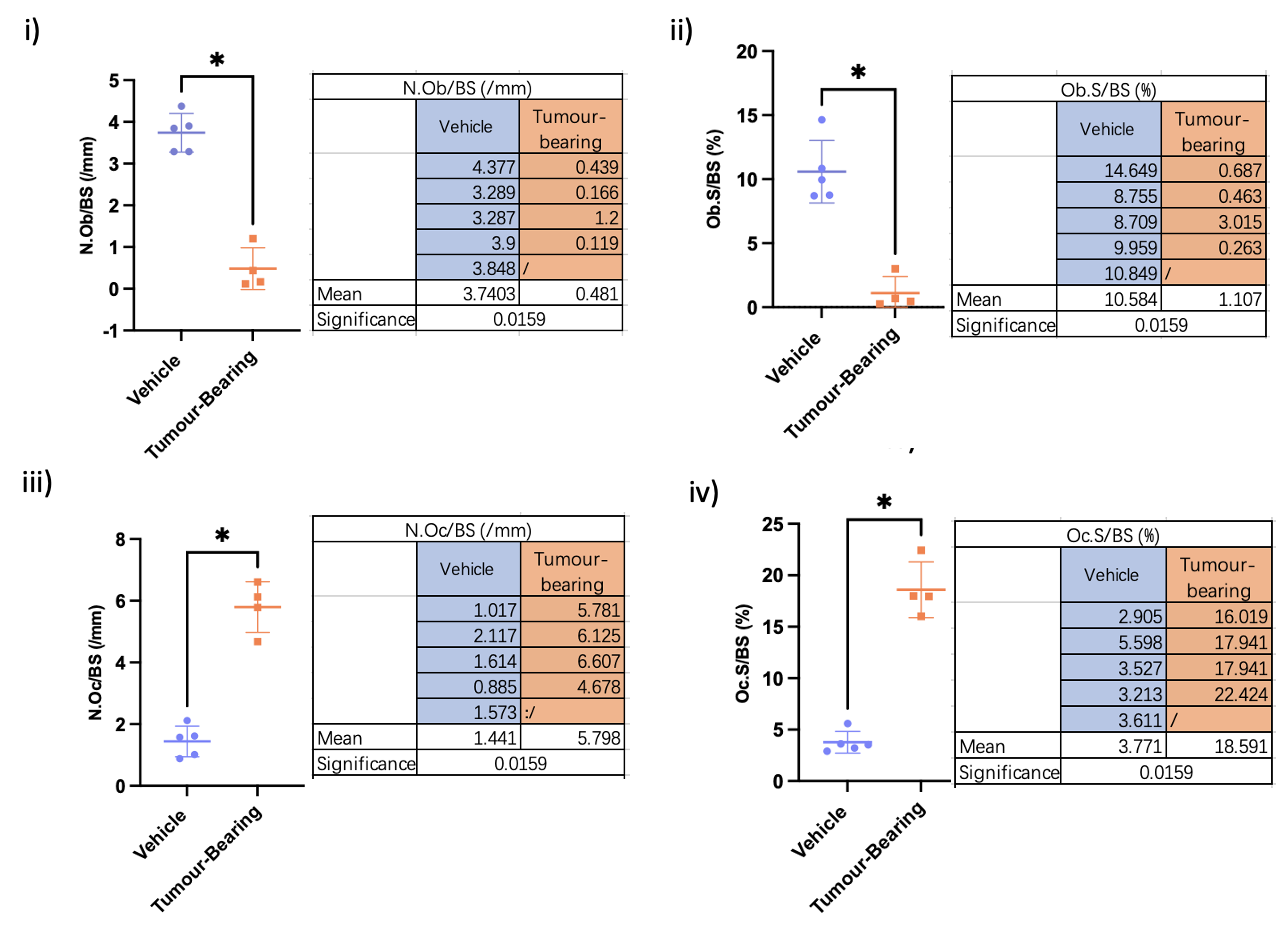 i)
*
5
4
3
2
1
0
-1
N.Ob/BS (/mm)
Vehicle
Tumour-Bearing
N.Ob/BS (/mm)
Vehicle Tumour-
bearing
4.377 0.439
3.289 0.166
3.287 1.2
3.9 0.119
3.848 /
Mean 3.7403 0.481
Significance 0.0159
ii)
*
20
15
10
5
0
Ob.S/BS (%)
Vehicle
Tumour-Bearing
Ob.S/BS (%)
Vehicle Tumour-
bearing
14.649 0.687
8.755 0.463
8.709 3.015
9.959 0.263
10.849 /
Mean 10.584 1.107
Significance 0.0159
iii)
*
8
6
4
2
0
N.Oc/BS (/mm)
Vehicle
Tumour-Bearing
N.Oc/BS (/mm)
Vehicle Tumour-
bearing
1.017 5.781
2.117 6.125
1.614 6.607
0.885 4.678
1.573 :/
Mean 1.441 5.798
Significance 0.0159
iv)
*
25
20
15
10
5
0
Oc.S/BS (%)
Vehicle
Tumour-Bearing
Oc.S/BS (%)
Vehicle Tumour-
bearing
2.905 16.019
5.598 17.941
3.527 17.941
3.213 22.424
3.611 /
Mean 3.771 18.591
Significance 0.0159